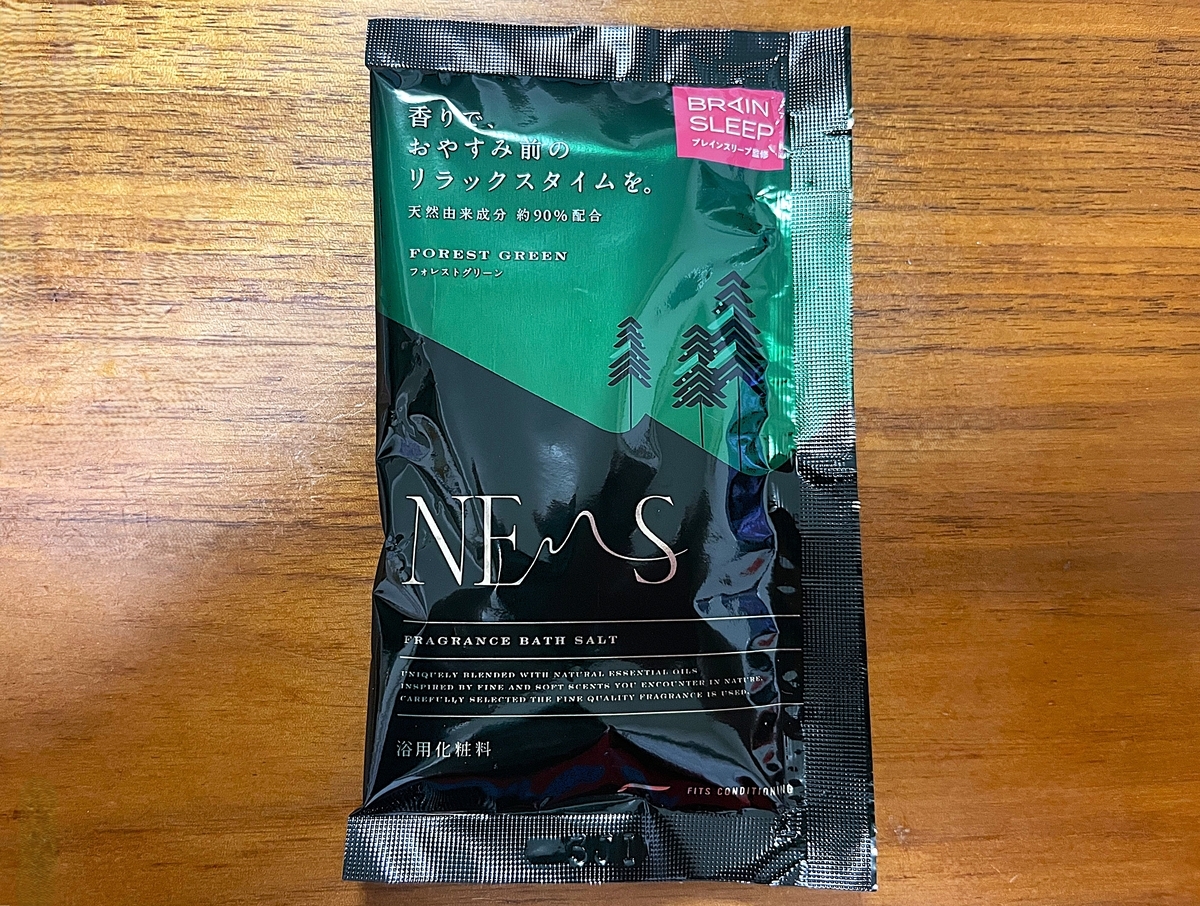 香りで、
おやすみ前の
リラックスタイムを。
天然由来成分 約90%配合
FOREST GREEN
フォレストグリーン
BRAIN
SLEEP
ブレインスリープ監修
NEHS
FRAGRANCE BATH SALT
UNIQUELY BLENDED WITH NATURAL ESSENTIAL OILS
INSPIRED BY FINE AND SOFT SCENTS YOU ENCOUNTER IN NATURE.
CAREFULLY SELECTED THE FINE QUALITY FRAGRANCE IS USED.
浴用化粧料
FITS CONDITIONING